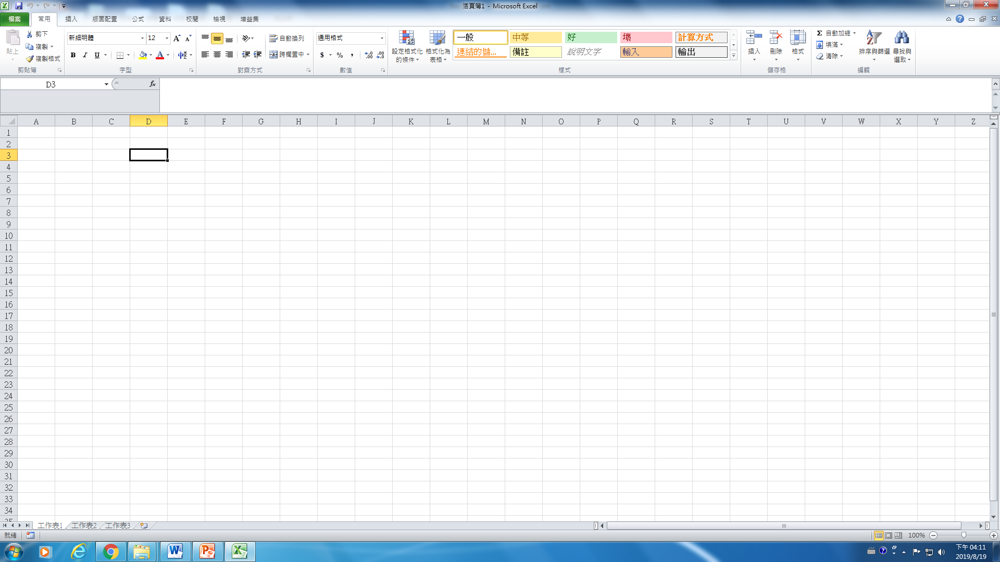 活頁簿1 - Microsoft Excel
檔案 常用 插入 版面配置 公式 資料 校閱 檢視 增益集
貼上
剪下
複製
複製格式
剪貼簿
新細明體 12
B I U
字型
自動換列
跨欄置中
對齊方式
通用格式
$ % ,
數值
設定格式化的條件
格式化為表格
一般 中等 好 壞 計算方式
連結的儲... 備註 說明文字 輸入 輸出
樣式
插入 刪除 格式
儲存格
Σ 自動加總
填滿
清除
排序與篩選
尋找與選取
編輯
D3 fx
A B C D E F G H I J K L M N O P Q R S T U V W X Y Z
1
2
3
4
5
6
7
8
9
10
11
12
13
14
15
16
17
18
19
20
21
22
23
24
25
26
27
28
29
30
31
32
33
34
35
工作表1 工作表2 工作表3
就緒 100%
下午 04:11
2019/8/19